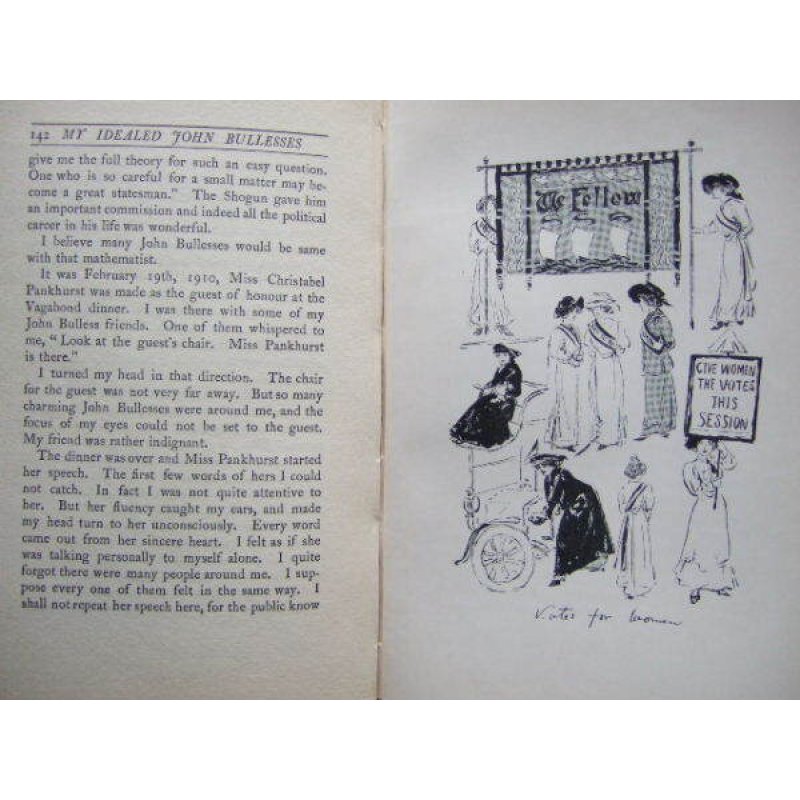 142 MY IDEALED JOHN BULLESSES
give me the full theory for such an easy question.
One who is so careful for a small matter may be-
come a great statesman." The Shogun gave him
an important commission and indeed all the political
career in his life was wonderful.
I believe many John Bullesses would be same
with that mathematist.
It was February 19th, 1910, Miss Christabel
Pankhurst was made as the guest of honour at the
Vagabond dinner. I was there with some of my
John Bulless friends. One of them whispered to
me, "Look at the guest's chair. Miss Pankhurst
is there."
I turned my head in that direction. The chair
for the guest was not very far away. But so many
charming John Bullesses were around me, and the
focus of my eyes could not be set to the guest.
My friend was rather indignant.
The dinner was over and Miss Pankhurst started
her speech. The first few words of hers I could
not catch. In fact I was not quite attentive to
her. But her fluency caught my ears, and made
my head turn to her unconsciously. Every word
came out from her sincere heart. I felt as if she
was talking personally to myself alone. I quite
forgot there were many people around me. I sup-
pose every one of them felt in the same way. I
shall not repeat her speech here, for the public know
We Follow
GIVE WOMEN
THE VOTES
THIS
SESSION
Votes for Women